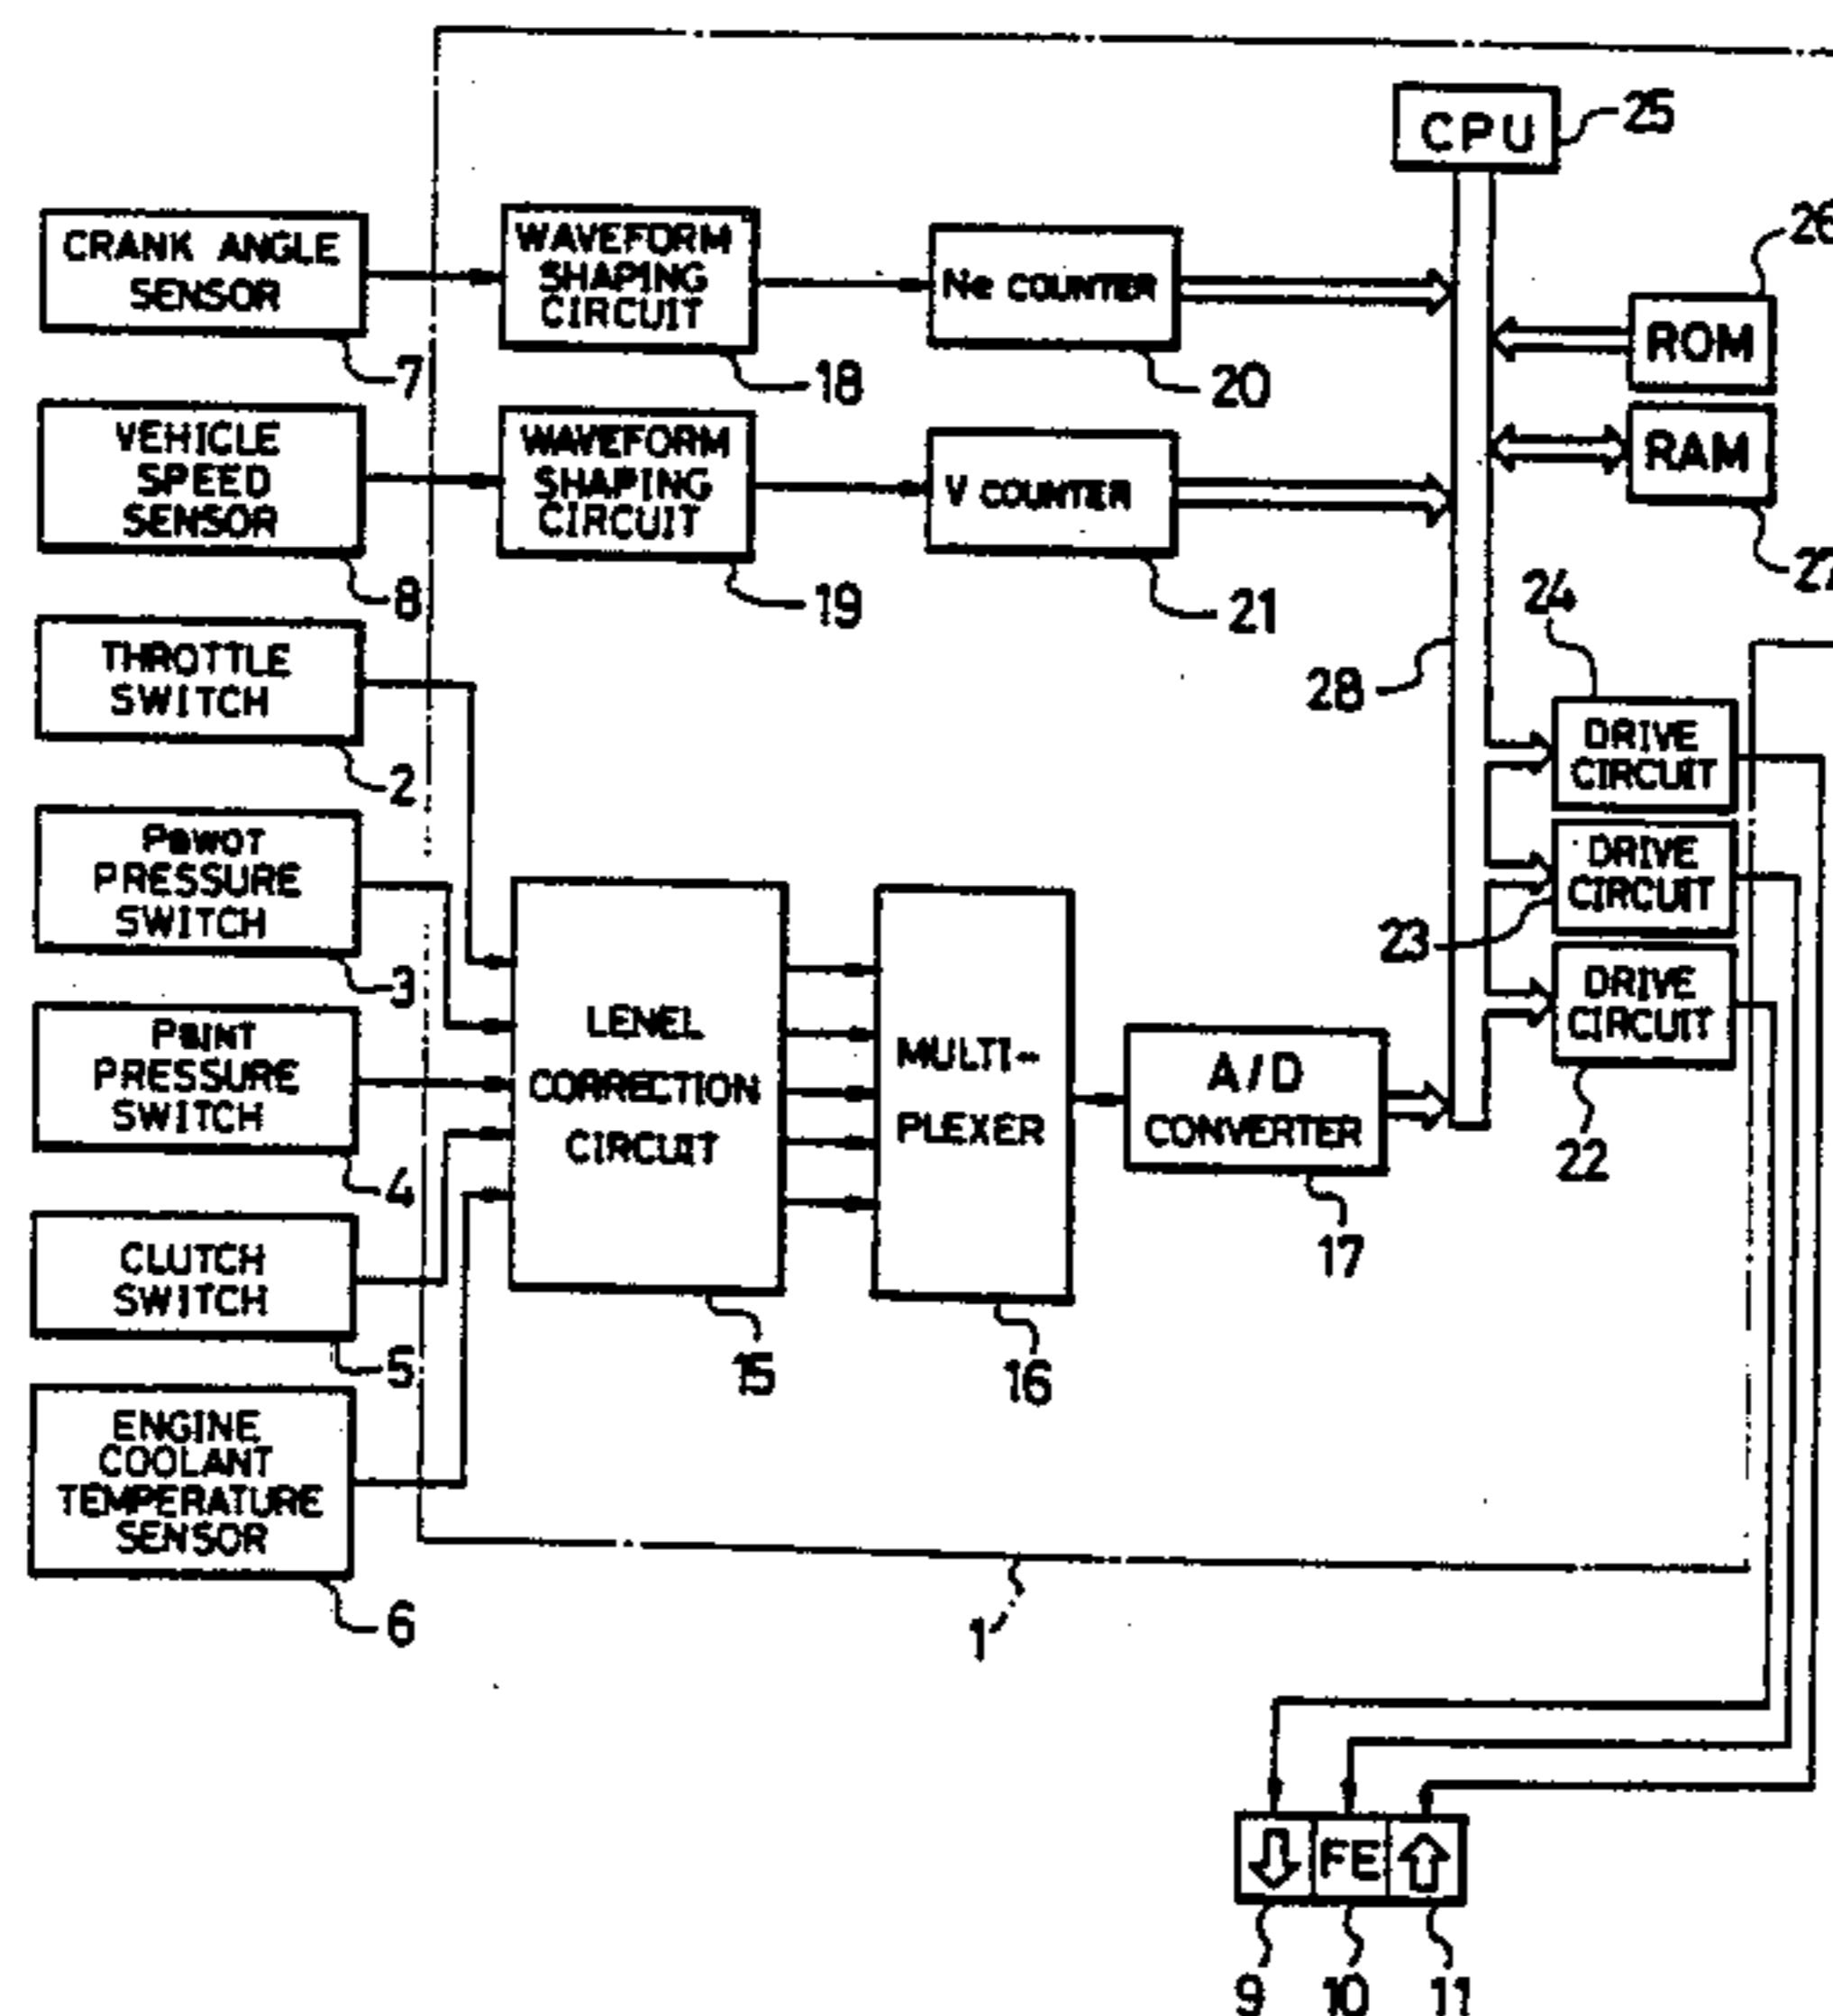 CPU
25
CRANK ANGLE
SENSOR
7
WAVEFORM
SHAPING
CIRCUIT
18
Ne COUNTER
20
26
ROM
RAM
VEHICLE
SPEED
SENSOR
8
WAVEFORM
SHAPING
CIRCUIT
19
V COUNTER
21
28
24
THROTTLE
SWITCH
2
DRIVE
CIRCUIT
PBWOT
PRESSURE
SWITCH
3
DRIVE
CIRCUIT
23
PBINT
PRESSURE
SWITCH
4
LENEL
CORRECTION
CIRCUIT
15
MULTI-
PLEXER
16
A/D
CONVERTER
17
DRIVE
CIRCUIT
22
CLUTCH
SWITCH
5
ENGINE
COOLANT
TEMPERATURE
SENSOR
6
1
FE
9
10
11